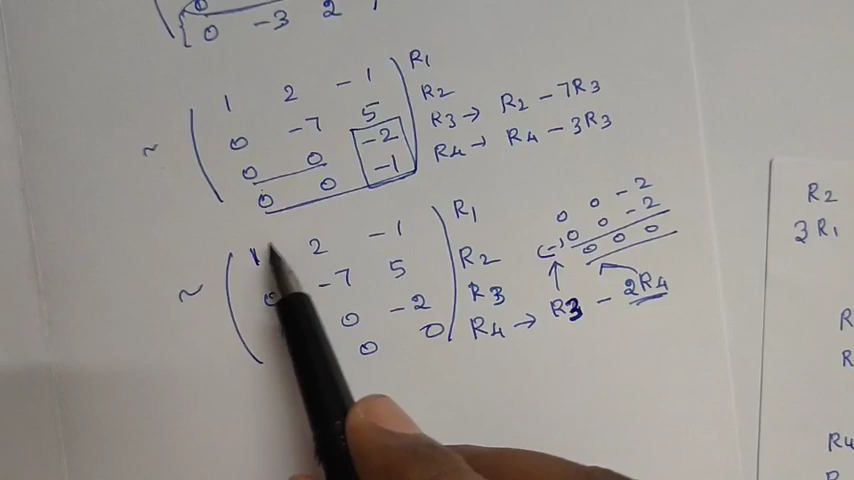 0 -3 2
~ 1 2 -1 R1
0 -7 5 R2
0 0 -2 R3 → R2 - 7R3
0 0 -1 R4 → R4 - 3R3
~ 1 2 -1 R1
0 -7 5 R2
0 -2 R3
0 0 R4 → R3 - 2R4
0 0 -2
(-) 0 0 -2
0 0 0
R2
3R1
R
R
R4